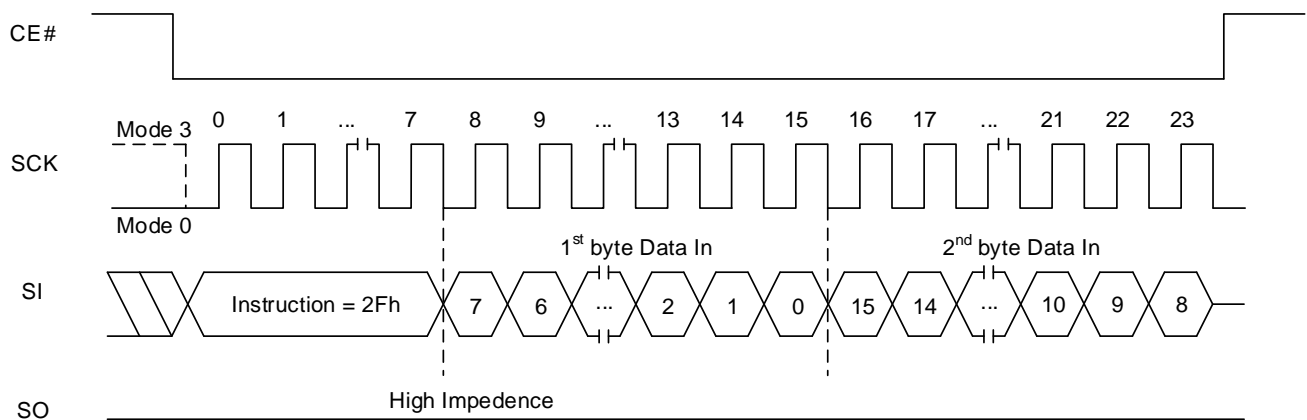 CE#
Mode 3
0 1 ... 7 8 9 ... 13 14 15 16 17 ... 21 22 23
SCK
Mode 0
1st byte Data In 2nd byte Data In
SI
Instruction = 2Fh 7 6 ... 2 1 0 15 14 ... 10 9 8
High Impedence
SO